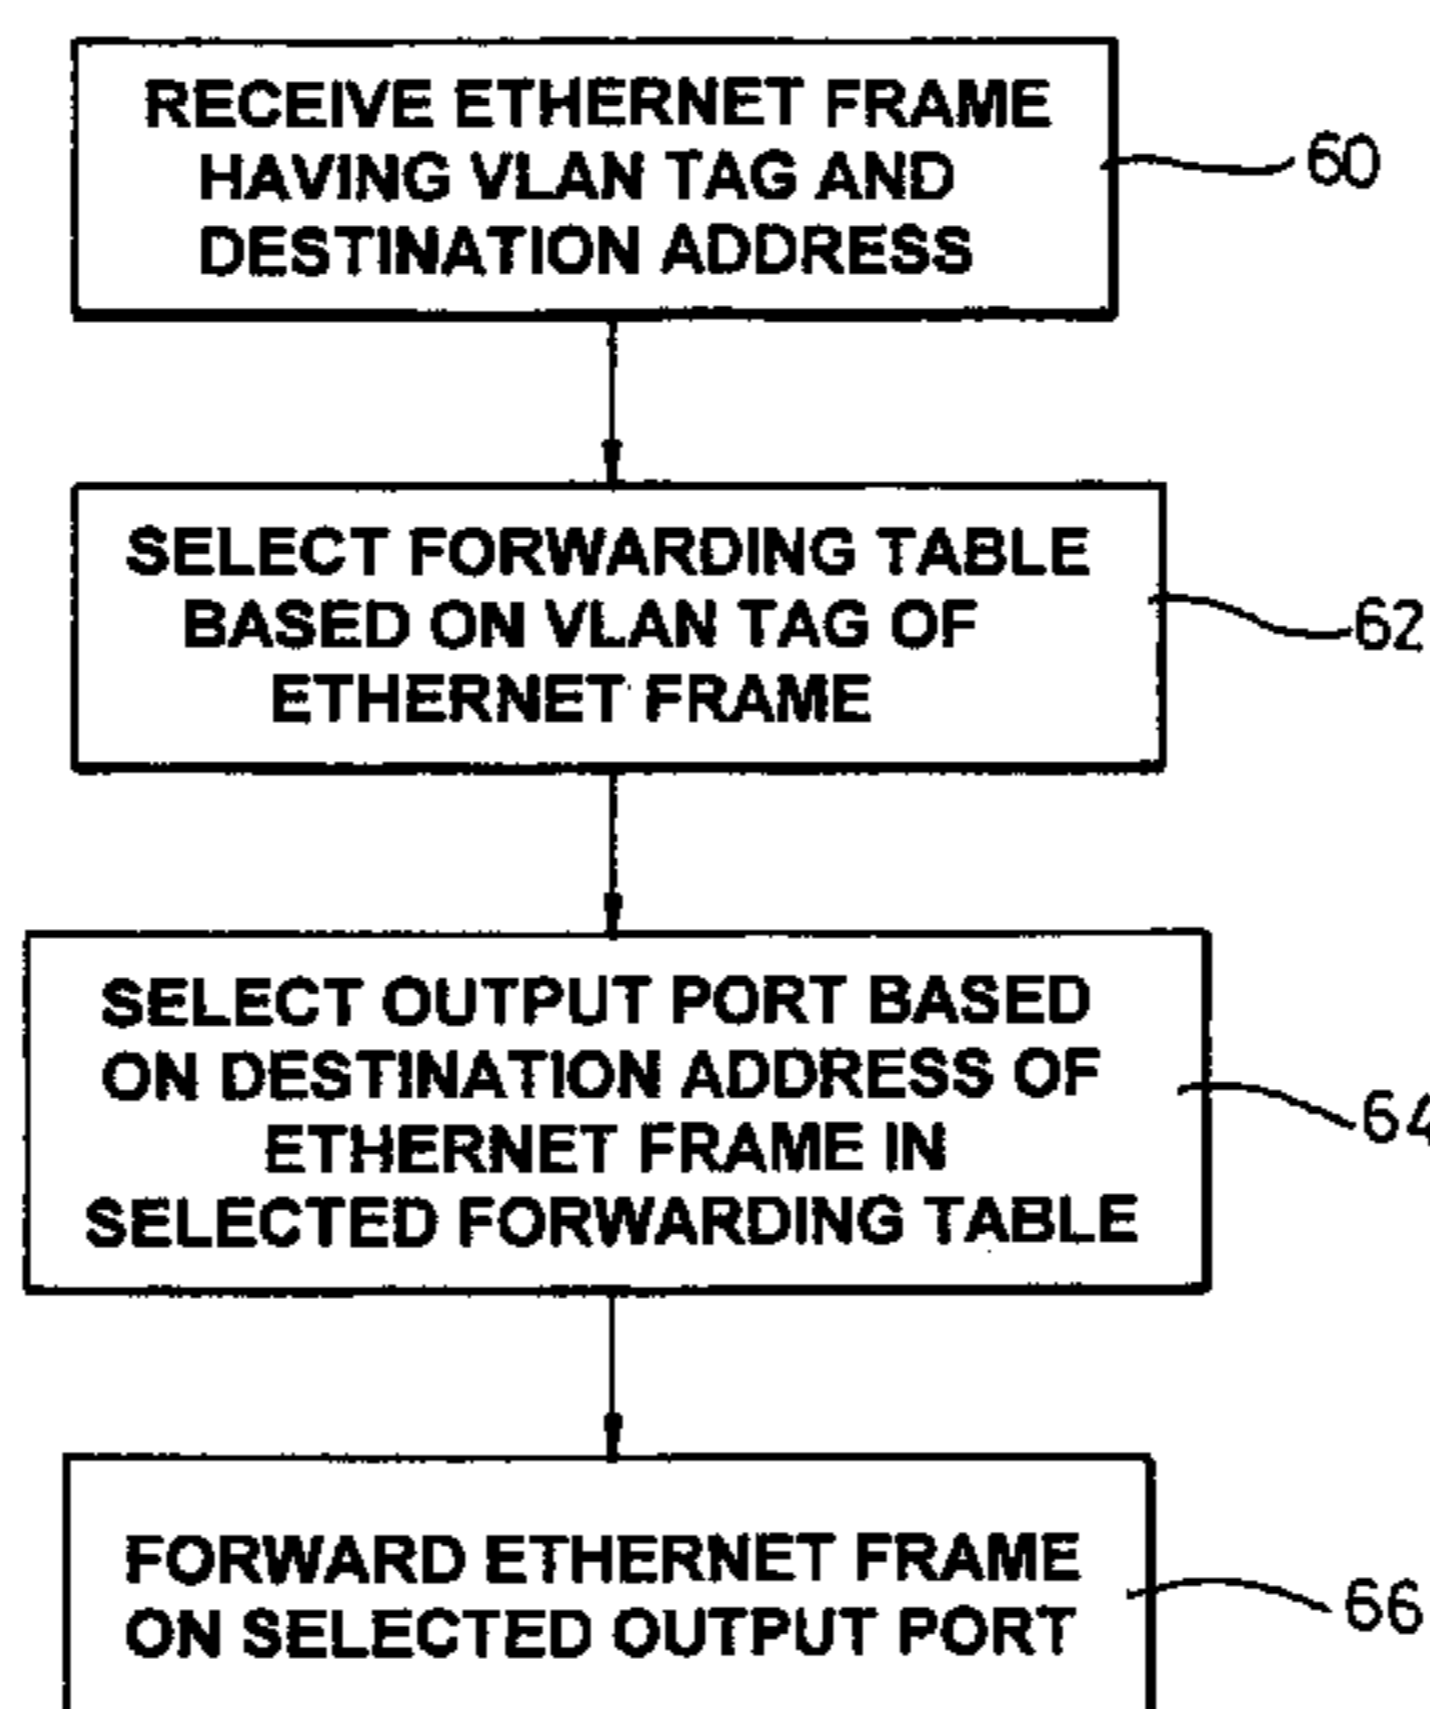 RECEIVE ETHERNET FRAME
HAVING VLAN TAG AND
DESTINATION ADDRESS
60
SELECT FORWARDING TABLE
BASED ON VLAN TAG OF
ETHERNET FRAME
62
SELECT OUTPUT PORT BASED
ON DESTINATION ADDRESS OF
ETHERNET FRAME IN
SELECTED FORWARDING TABLE
64
FORWARD ETHERNET FRAME
ON SELECTED OUTPUT PORT
66